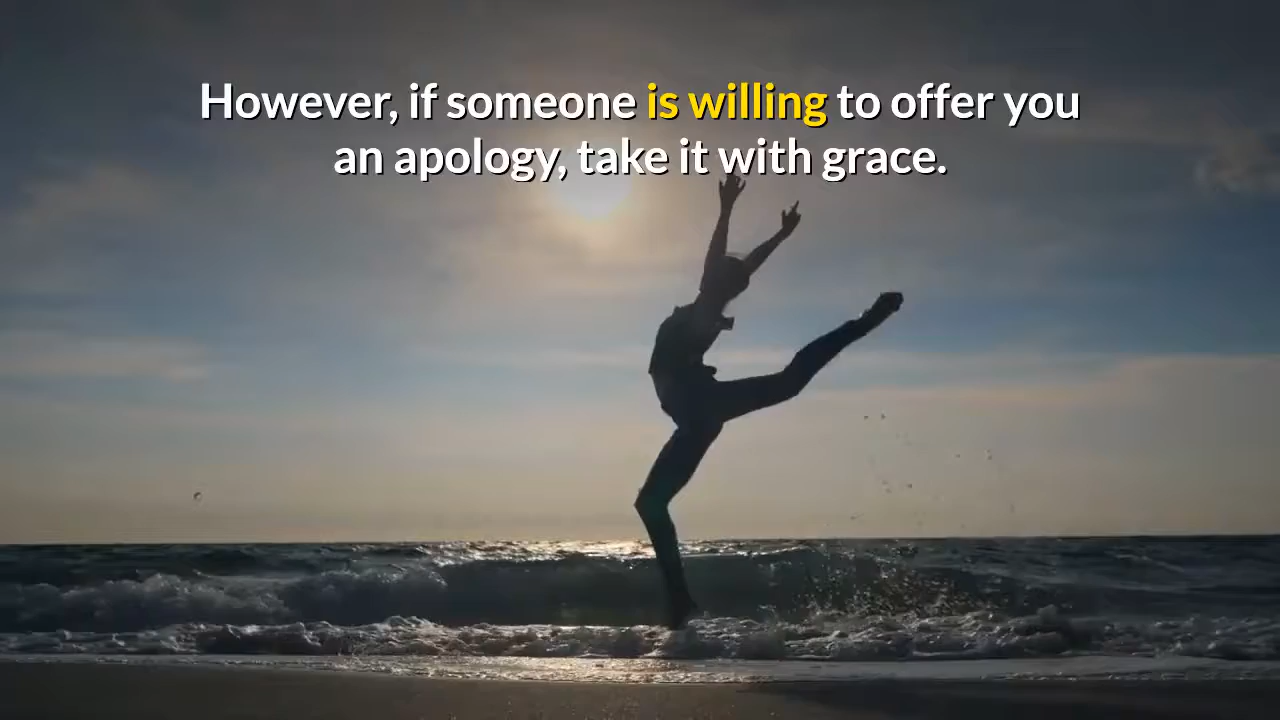 However, if someone is willing to offer you
an apology, take it with grace.